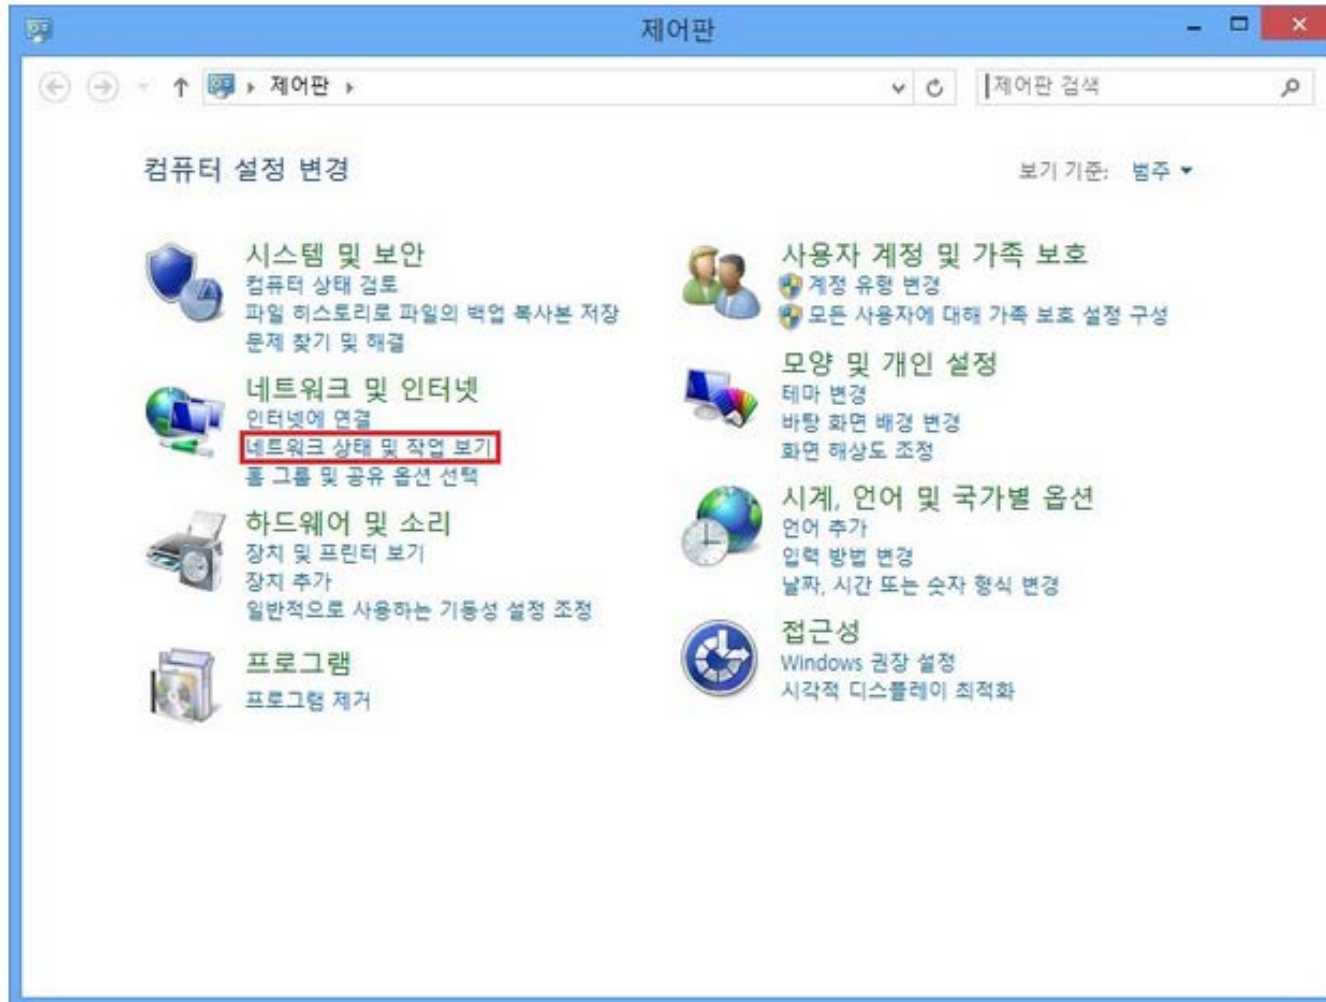 제어판
제어판
제어판 검색
컴퓨터 설정 변경
보기 기준: 범주
시스템 및 보안
컴퓨터 상태 검토
파일 히스토리로 파일의 백업 복사본 저장
문제 찾기 및 해결
네트워크 및 인터넷
인터넷에 연결
네트워크 상태 및 작업 보기
홈 그룹 및 공유 옵션 선택
하드웨어 및 소리
장치 및 프린터 보기
장치 추가
일반적으로 사용하는 기동성 설정 조정
프로그램
프로그램 제거
사용자 계정 및 가족 보호
계정 유형 변경
모든 사용자에 대해 가족 보호 설정 구성
모양 및 개인 설정
테마 변경
바탕 화면 배경 변경
화면 해상도 조정
시계, 언어 및 국가별 옵션
언어 추가
입력 방법 변경
날짜, 시간 또는 숫자 형식 변경
접근성
Windows 권장 설정
시각적 디스플레이 최적화